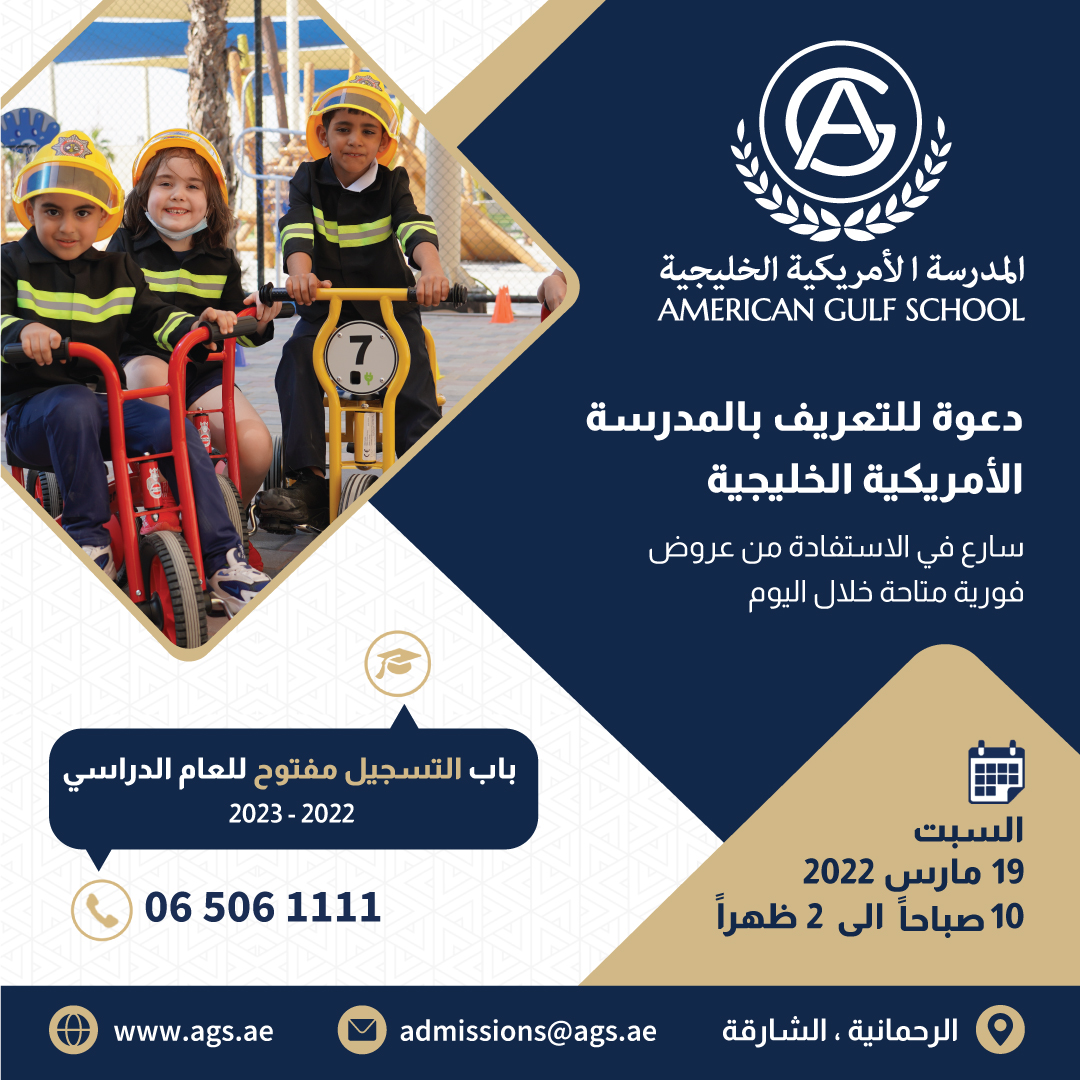 AG
المدرسة الأمريكية الخليجية
AMERICAN GULF SCHOOL
دعوة للتعريف بالمدرسة
الأمريكية الخليجية
سارع في الاستفادة من عروض
فورية متاحة خلال اليوم
7
باب التسجيل مفتوح للعام الدراسي
2022 - 2023
06 506 1111
السبت
19 مارس 2022
10 صباحاً الى 2 ظهراً
الرحمانية ، الشارقة
admissions@ags.ae
www.ags.ae